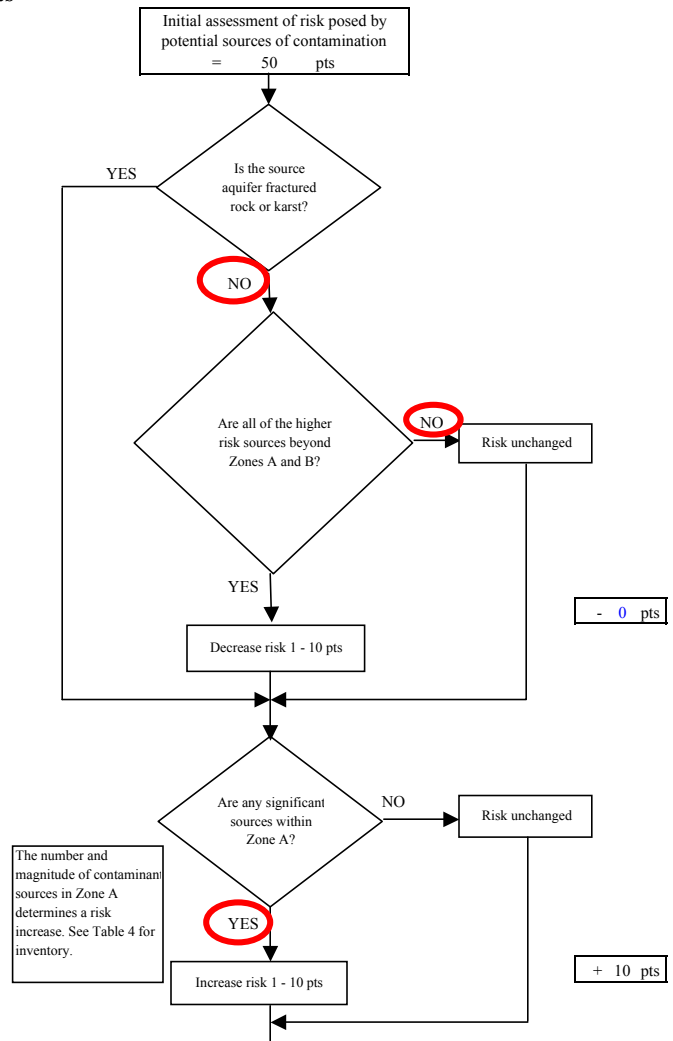 Initial assessment of risk posed by
potential sources of contamination
= 50 pts
YES
Is the source
aquifer fractured
rock or karst?
NO
Are all of the higher
risk sources beyond
Zones A and B?
NO
Risk unchanged
YES
- 0 pts
Decrease risk 1 - 10 pts
Are any significant
sources within
Zone A?
NO
Risk unchanged
The number and
magnitude of contaminant
sources in Zone A
determines a risk
increase. See Table 4 for
inventory.
YES
Increase risk 1 - 10 pts
+ 10 pts